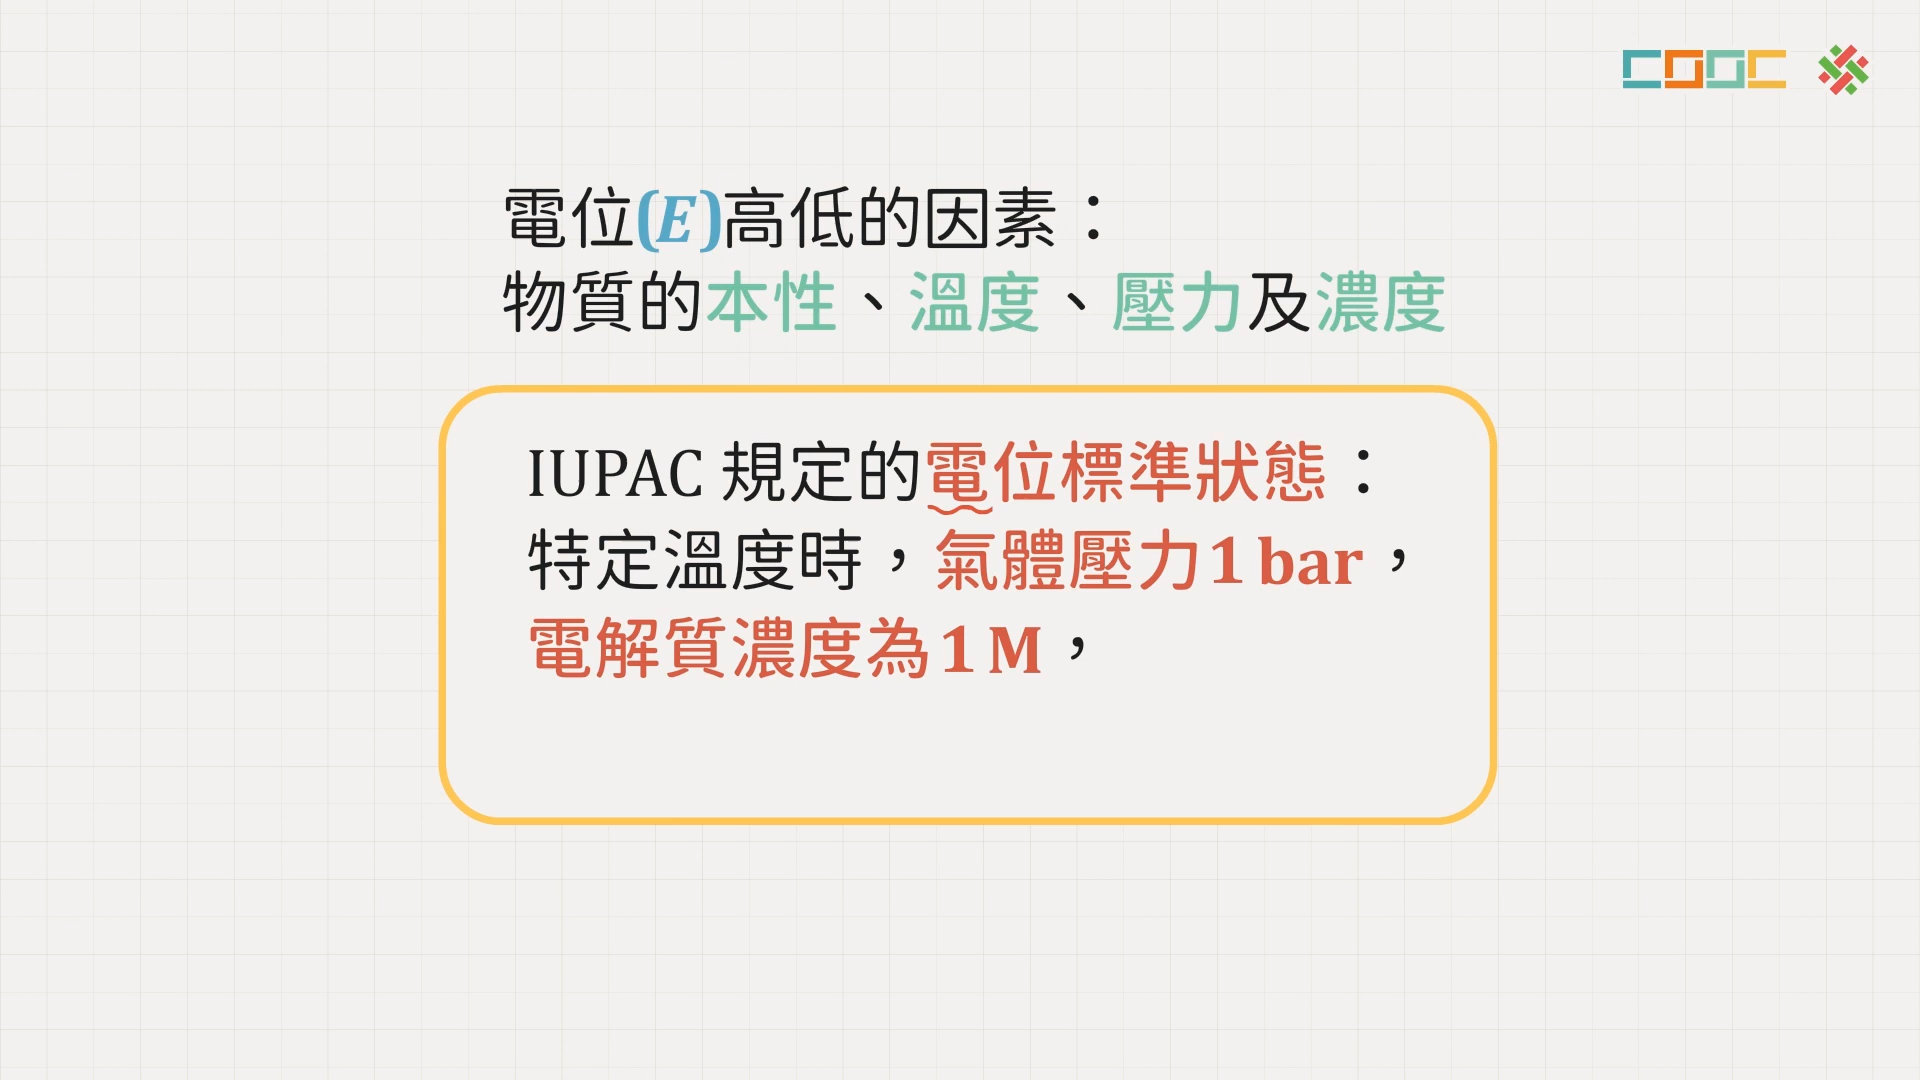 COOC
電位(E)高低的因素：
物質的本性、溫度、壓力及濃度
IUPAC 規定的電位標準狀態：
特定溫度時，氣體壓力1 bar，
電解質濃度為1 M，